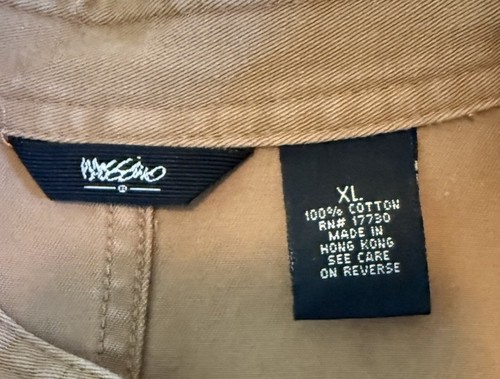 Mossimo
XL
100% COTTON
RN# 17730
MADE IN
HONG KONG
SEE CARE
ON REVERSE